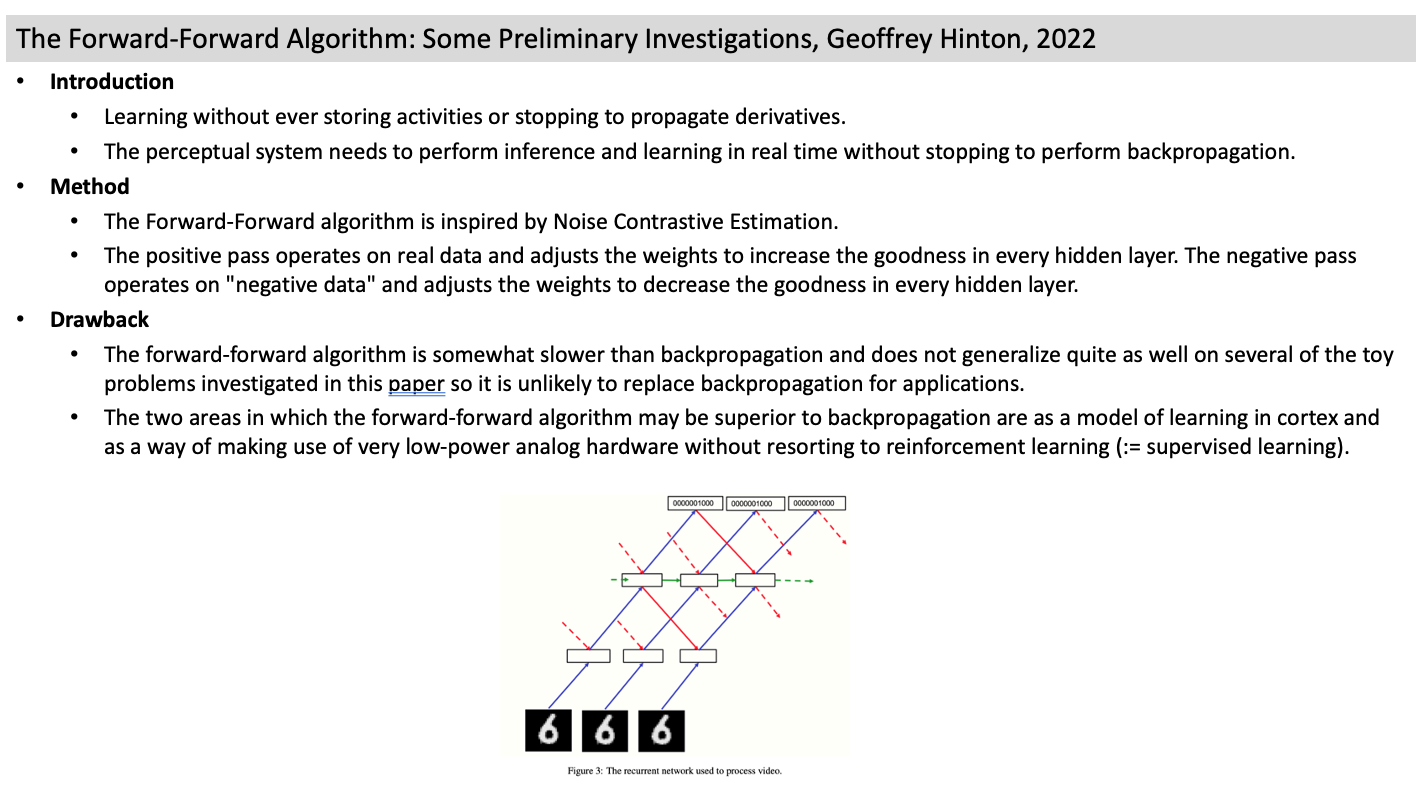 The Forward-Forward Algorithm: Some Preliminary Investigations, Geoffrey Hinton, 2022
• Introduction
• Learning without ever storing activities or stopping to propagate derivatives.
• The perceptual system needs to perform inference and learning in real time without stopping to perform backpropagation.
• Method
• The Forward-Forward algorithm is inspired by Noise Contrastive Estimation.
• The positive pass operates on real data and adjusts the weights to increase the goodness in every hidden layer. The negative pass
operates on "negative data" and adjusts the weights to decrease the goodness in every hidden layer.
• Drawback
• The forward-forward algorithm is somewhat slower than backpropagation and does not generalize quite as well on several of the toy
problems investigated in this paper so it is unlikely to replace backpropagation for applications.
• The two areas in which the forward-forward algorithm may be superior to backpropagation are as a model of learning in cortex and
as a way of making use of very low-power analog hardware without resorting to reinforcement learning (:= supervised learning).
0000001000 0000001000 0000001000
6 6 6
Figure 3: The recurrent network used to process video.